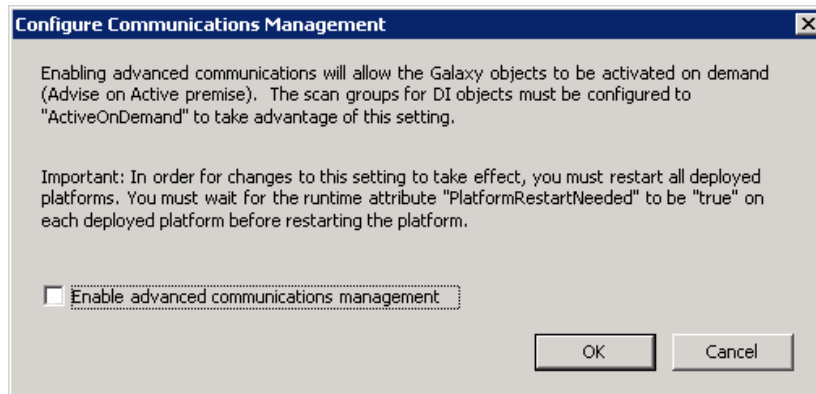 Configure Communications Management
Enabling advanced communications will allow the Galaxy objects to be activated on demand
(Advise on Active premise).  The scan groups for DI objects must be configured to
"ActiveOnDemand" to take advantage of this setting.
Important: In order for changes to this setting to take effect, you must restart all deployed
platforms. You must wait for the runtime attribute "PlatformRestartNeeded" to be "true" on
each deployed platform before restarting the platform.
Enable advanced communications management
OK Cancel